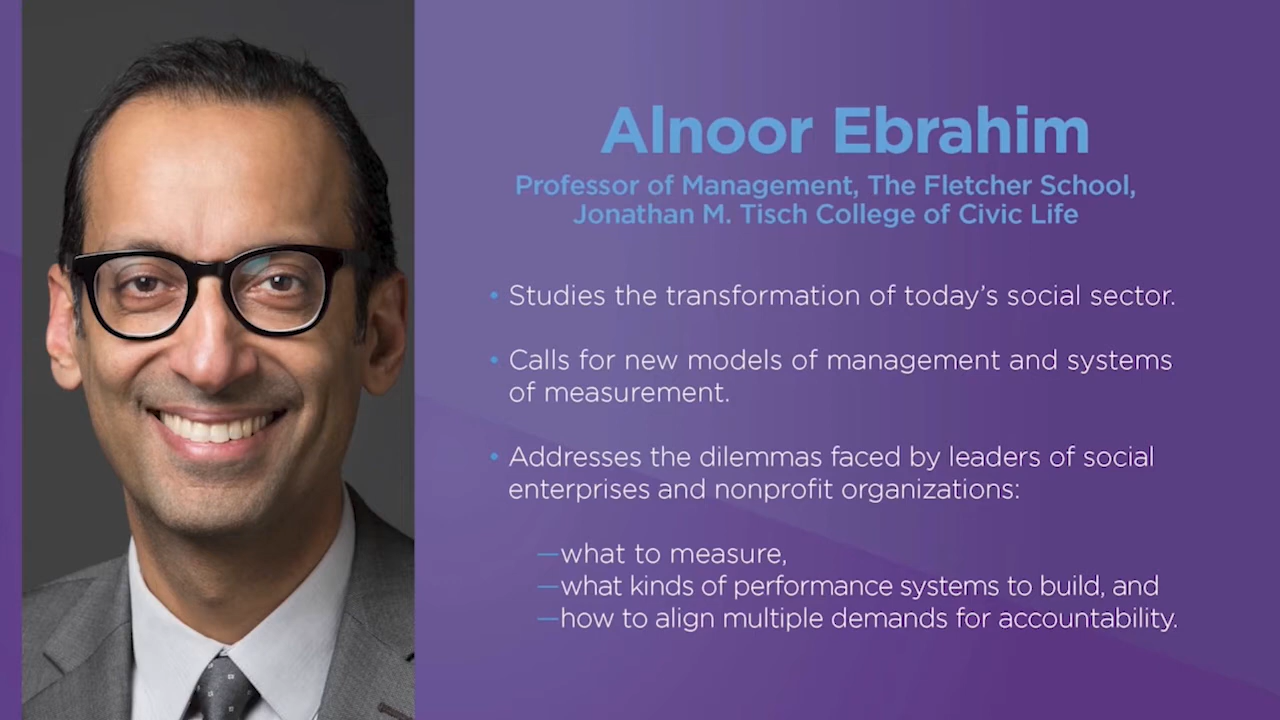 Alnoor Ebrahim
Professor of Management, The Fletcher School,
Jonathan M. Tisch College of Civic Life
• Studies the transformation of today’s social sector.
• Calls for new models of management and systems
of measurement.
• Addresses the dilemmas faced by leaders of social
enterprises and nonprofit organizations:
—what to measure,
—what kinds of performance systems to build, and
—how to align multiple demands for accountability.